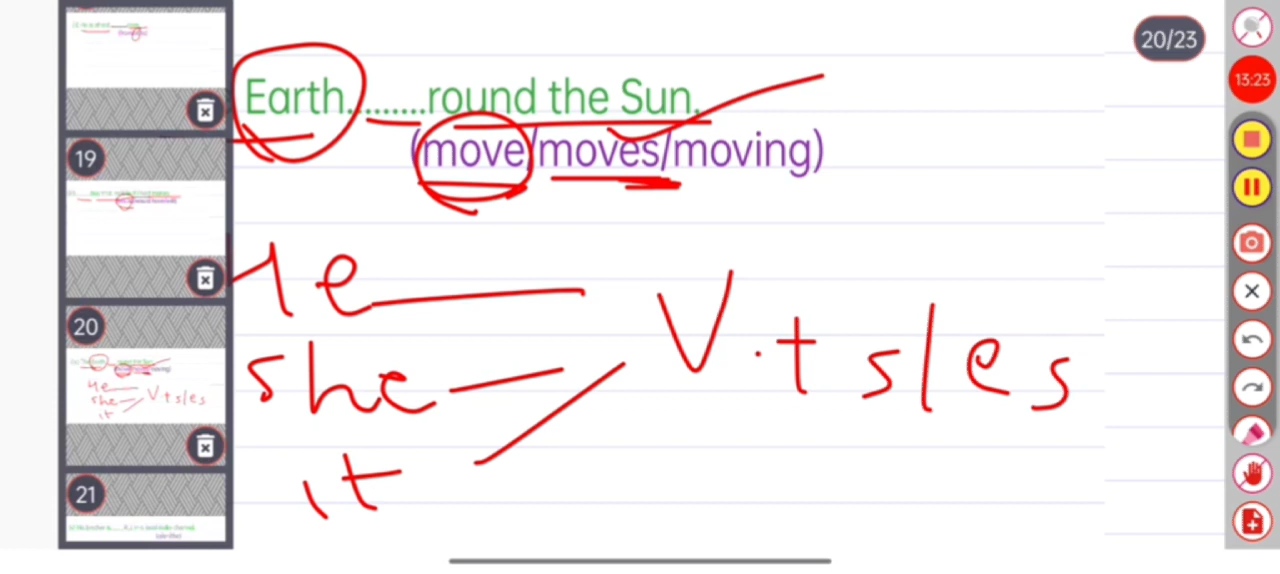 20/23
13:23
19
20
21
Earth.........round the Sun.
(move/moves/moving)
He
she
it
V.+ s/es